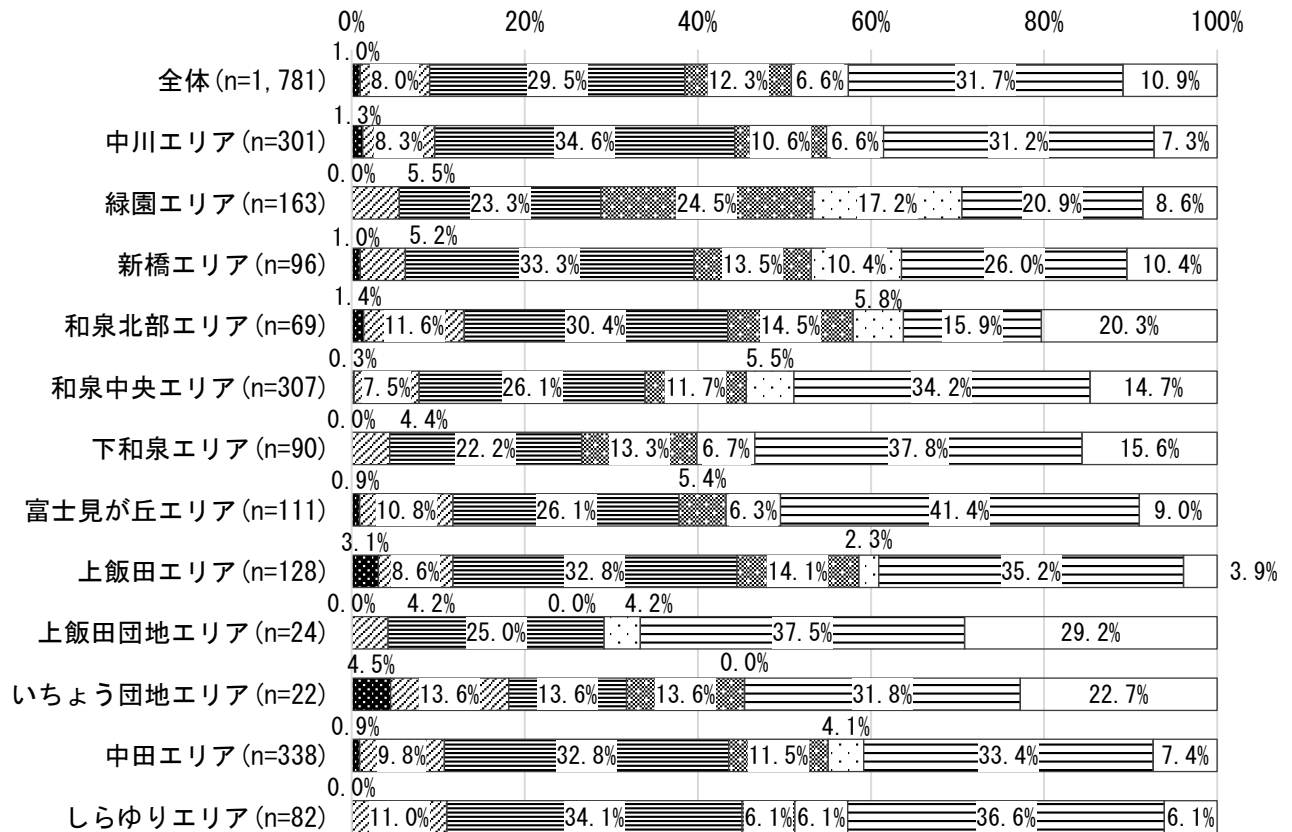 0% 20% 40% 60% 80% 100%
1.0%
全体(n=1,781) 8.0% 29.5% 12.3% 6.6% 31.7% 10.9%
1.3%
中川エリア(n=301) 8.3% 34.6% 10.6% 6.6% 31.2% 7.3%
0.0% 5.5%
緑園エリア(n=163) 23.3% 24.5% 17.2% 20.9% 8.6%
1.0% 5.2%
新橋エリア(n=96) 33.3% 13.5% 10.4% 26.0% 10.4%
1.4% 5.8%
和泉北部エリア(n=69) 11.6% 30.4% 14.5% 15.9% 20.3%
0.3% 5.5%
和泉中央エリア(n=307) 7.5% 26.1% 11.7% 34.2% 14.7%
0.0% 4.4%
下和泉エリア(n=90) 22.2% 13.3% 6.7% 37.8% 15.6%
0.9% 5.4%
富士見が丘エリア(n=111) 10.8% 26.1% 6.3% 41.4% 9.0%
3.1% 2.3%
上飯田エリア(n=128) 8.6% 32.8% 14.1% 35.2% 3.9%
0.0% 4.2% 0.0% 4.2%
上飯田団地エリア(n=24) 25.0% 37.5% 29.2%
4.5% 0.0%
いちょう団地エリア(n=22) 13.6% 13.6% 13.6% 31.8% 22.7%
0.9% 4.1%
中田エリア(n=338) 9.8% 32.8% 11.5% 33.4% 7.4%
0.0%
しらゆりエリア(n=82) 11.0% 34.1% 6.1% 6.1% 36.6% 6.1%